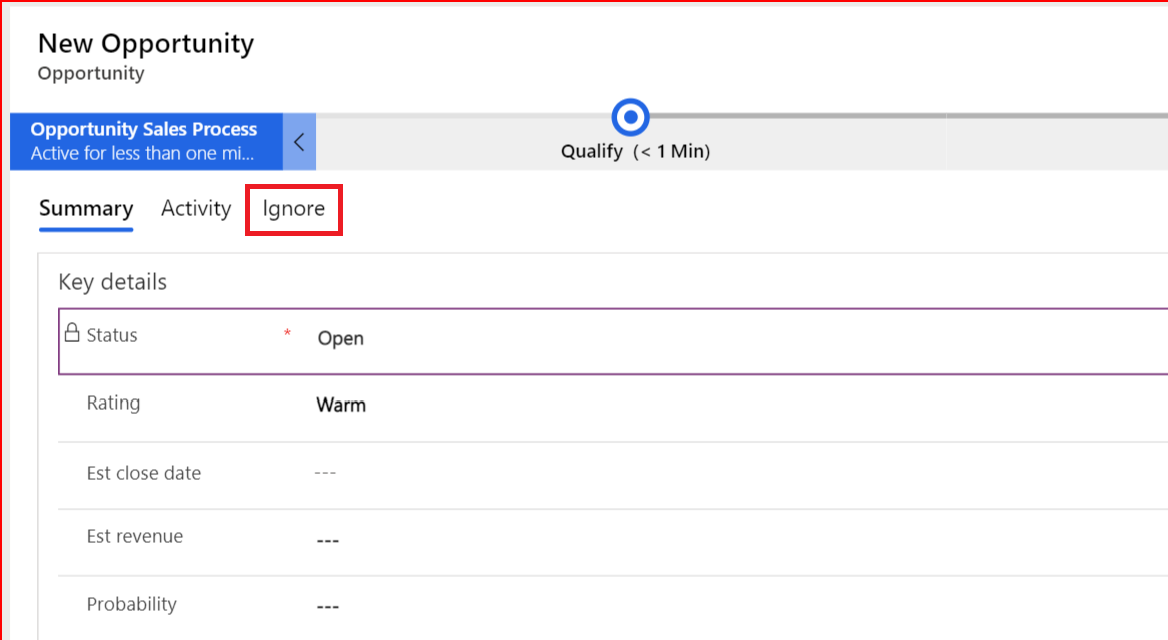 New Opportunity
Opportunity
Opportunity Sales Process
Active for less than one mi...
Qualify (< 1 Min)
Summary Activity Ignore
Key details
Status * Open
Rating Warm
Est close date ---
Est revenue ---
Probability ---